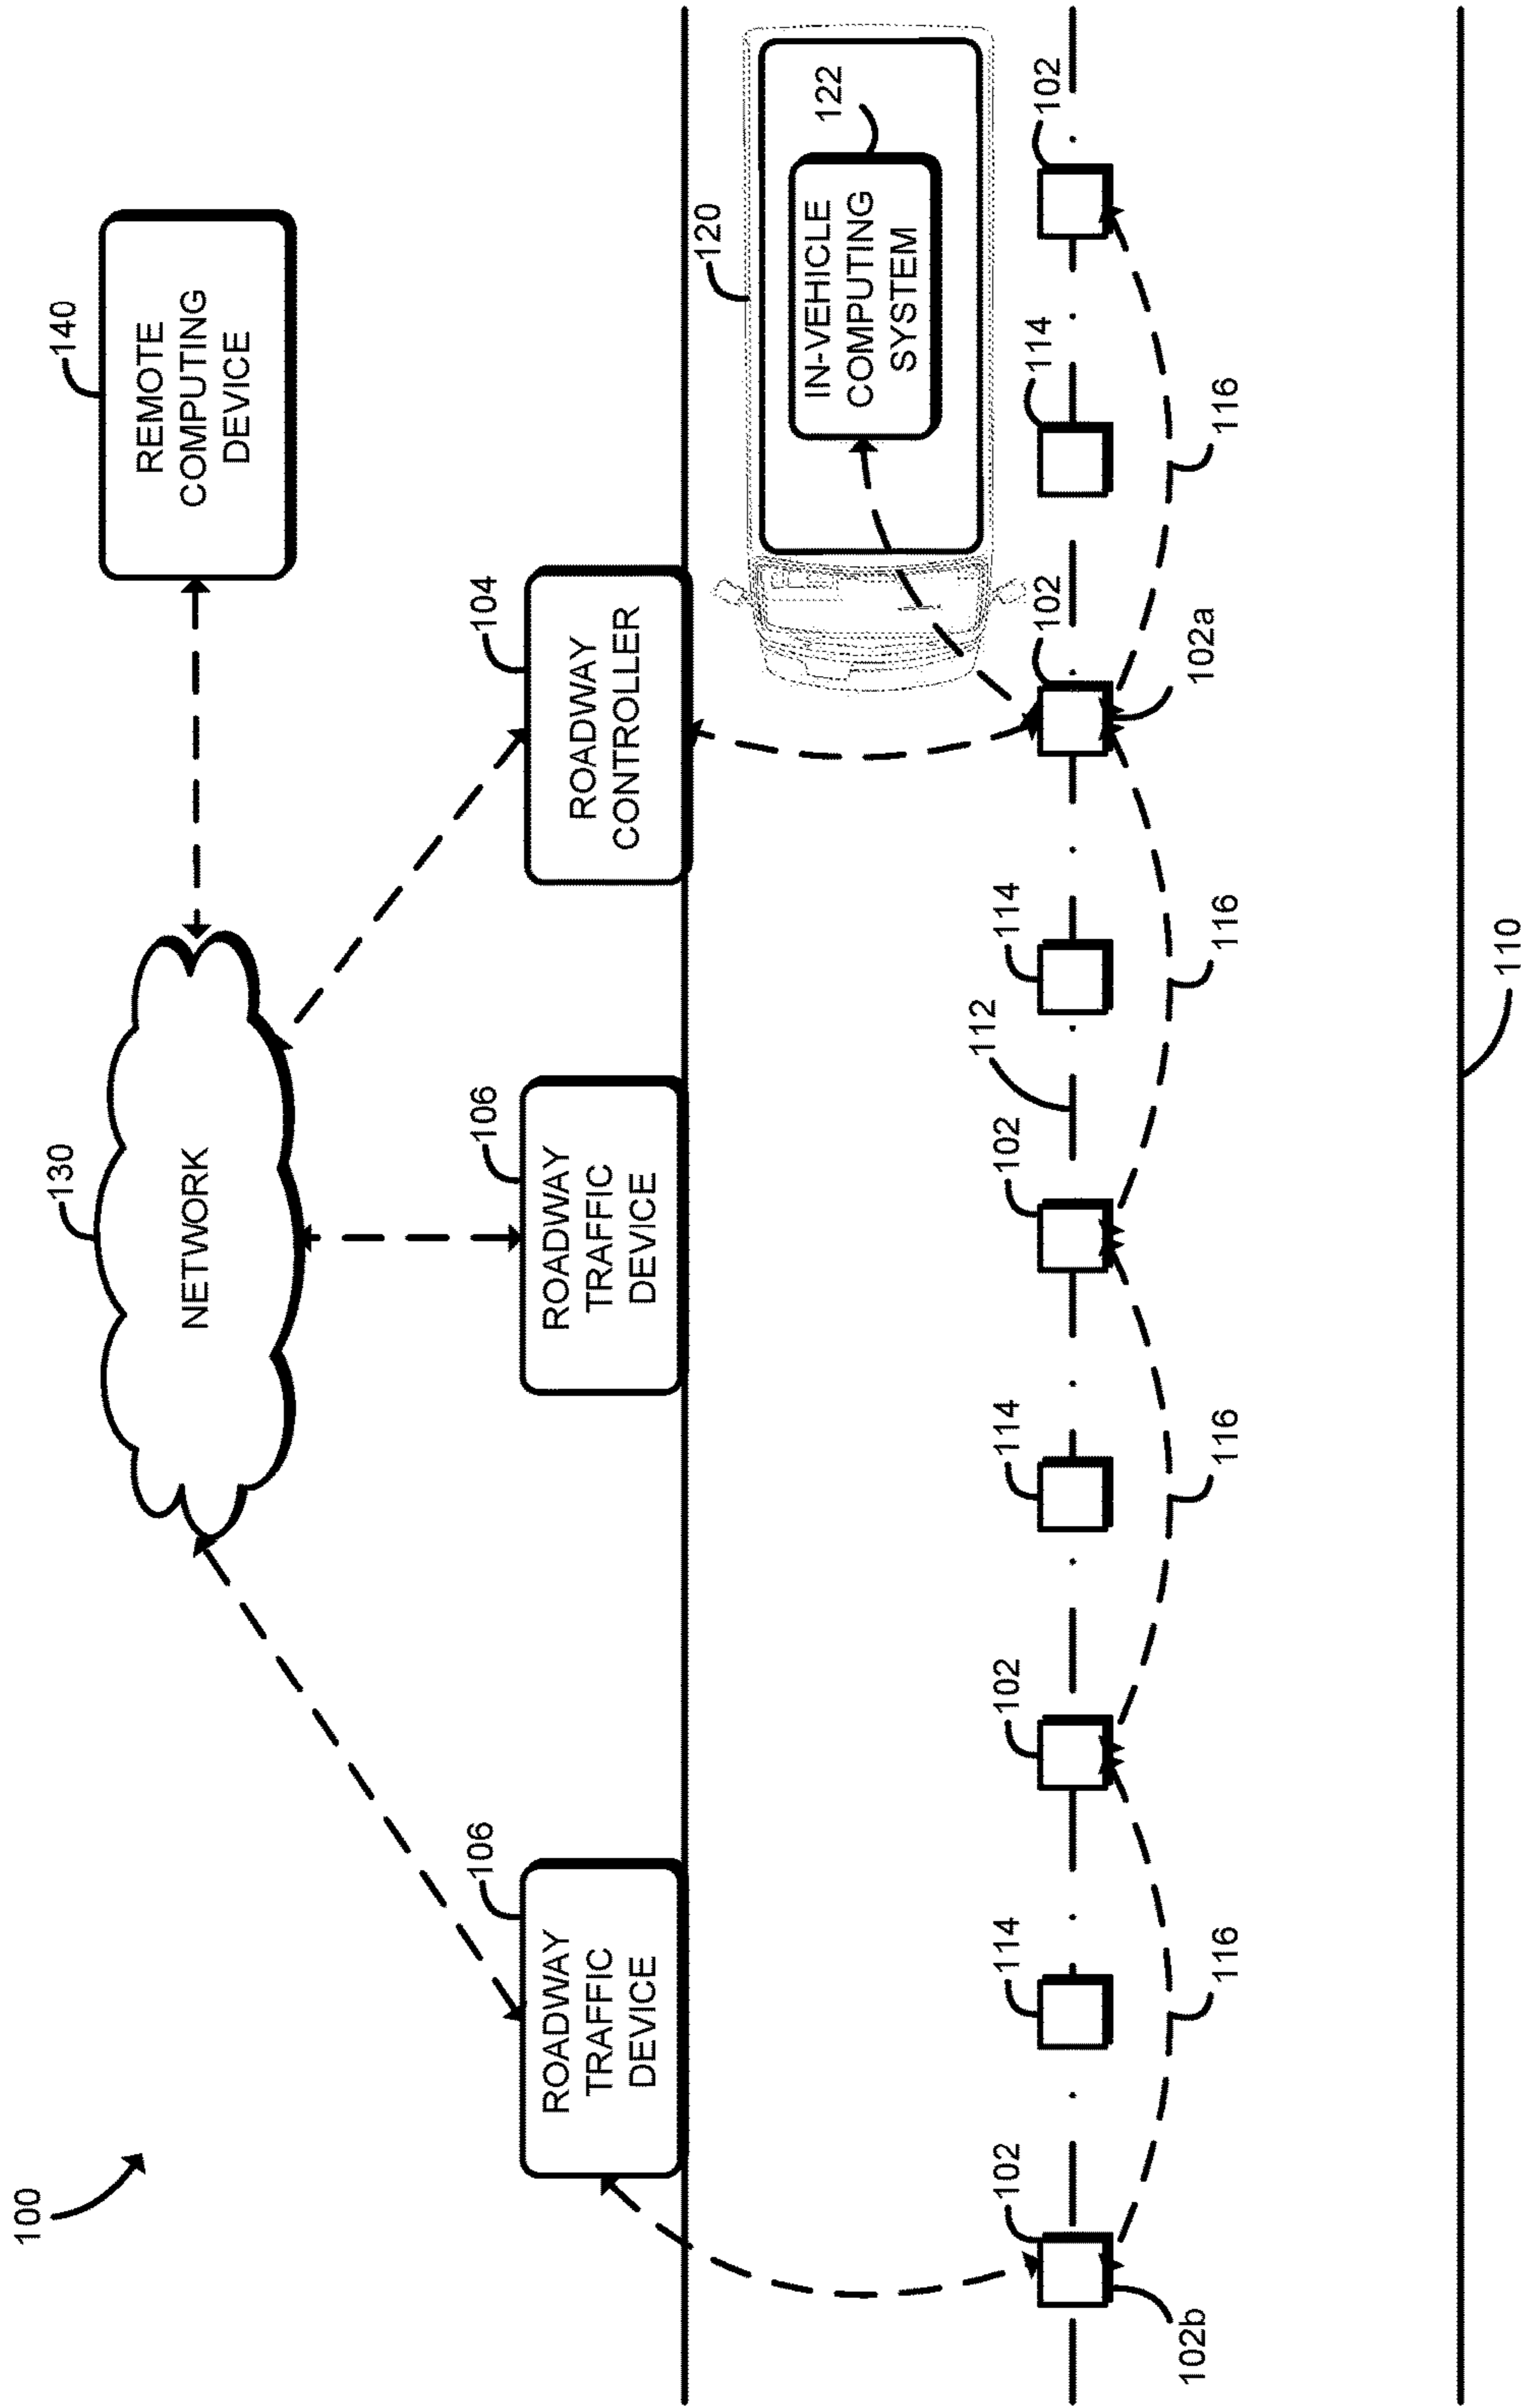 100
130
NETWORK
140
REMOTE
COMPUTING
DEVICE
106
ROADWAY
TRAFFIC
DEVICE
106
ROADWAY
TRAFFIC
DEVICE
104
ROADWAY
CONTROLLER
120
IN-VEHICLE
COMPUTING
SYSTEM
122
102
114
102
114
102
112
114
102
114
102
102b
116
116
116
102a
116
116
110